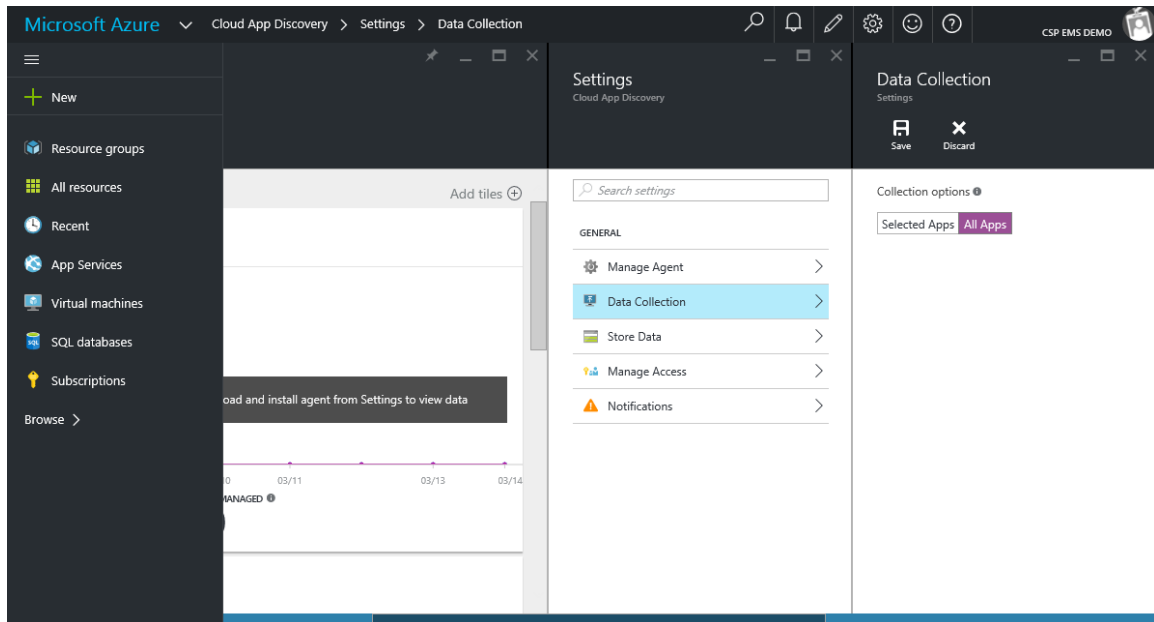 Microsoft Azure Cloud App Discovery > Settings > Data Collection
CSP EMS DEMO
New
Resource groups
All resources
Recent
App Services
Virtual machines
SQL databases
Subscriptions
Browse >
Add tiles
oad and install agent from Settings to view data
0 03/11 03/13 03/14
MANAGED
Settings
Cloud App Discovery
Search settings
GENERAL
Manage Agent
Data Collection
Store Data
Manage Access
Notifications
Data Collection
Settings
Save Discard
Collection options
Selected Apps All Apps